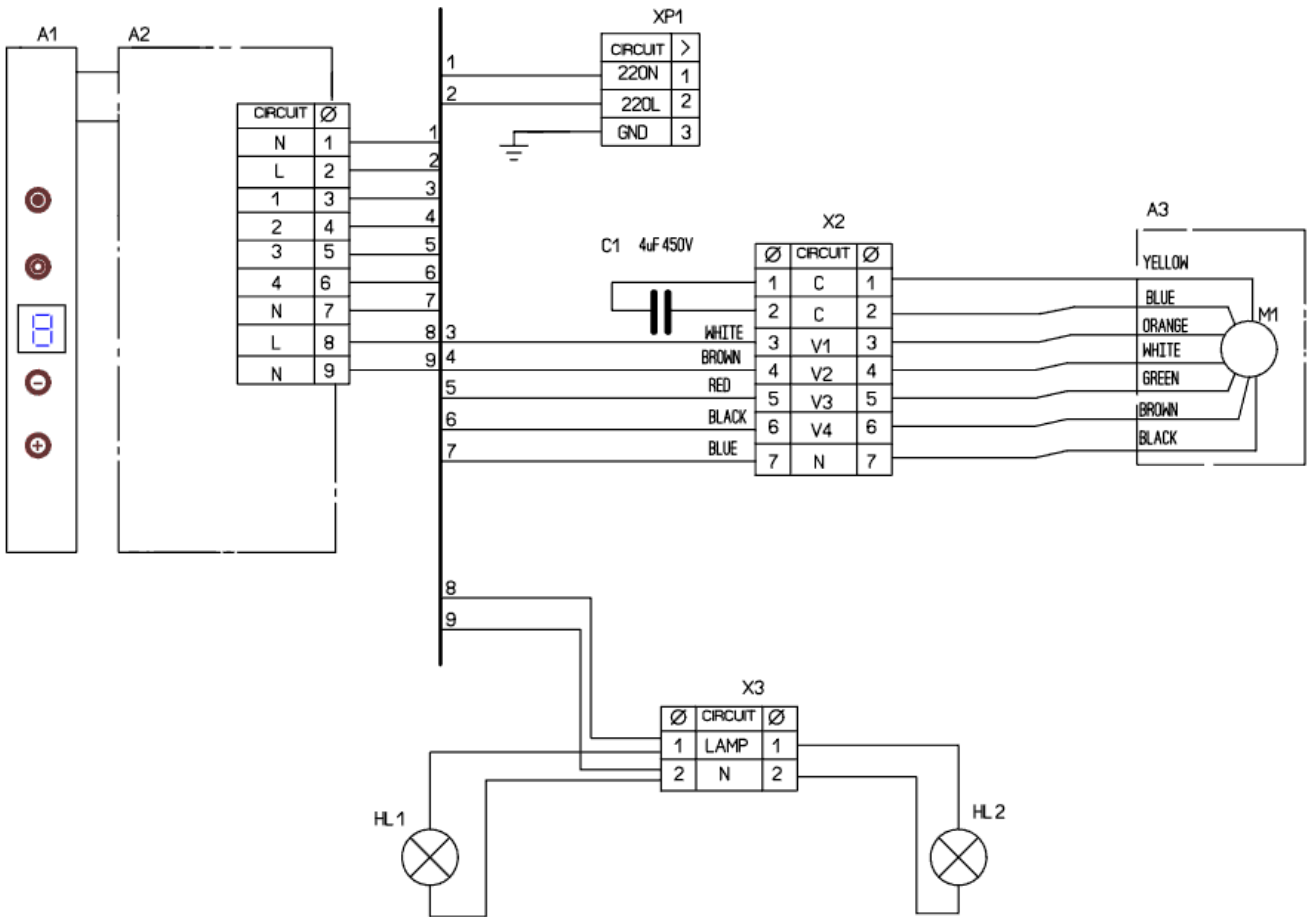 A1
A2
CIRCUIT Ø
N 1
L 2
1 3
2 4
3 5
4 6
N 7
L 8
N 9
1
2
3
4
5
6
7
8
9
1
2
3
4
5
6
7
8
9
XP1
CIRCUIT >
220N 1
220L 2
GND 3
C1 4uF 450V
WHITE
BROWN
RED
BLACK
BLUE
X2
Ø CIRCUIT Ø
1 C 1
2 C 2
3 V1 3
4 V2 4
5 V3 5
6 V4 6
7 N 7
A3
YELLOW
BLUE
ORANGE
WHITE
GREEN
BROWN
BLACK
M1
X3
Ø CIRCUIT Ø
1 LAMP 1
2 N 2
HL1
HL2